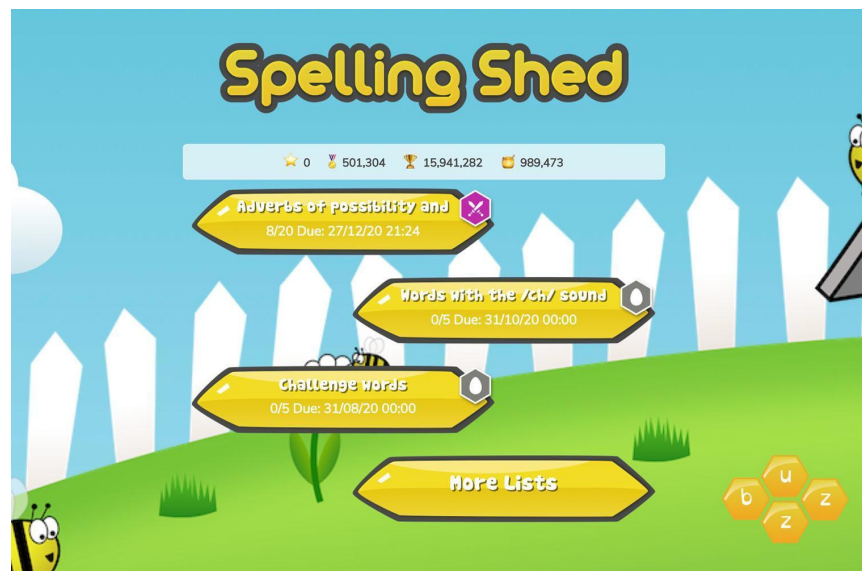 Spelling Shed
0 501,304 15,941,282 989,473
Adverbs of possibility and
8/20 Due: 27/12/20 21:24
Words with the /ch/ sound
0/5 Due: 31/10/20 00:00
Challenge words
0/5 Due: 31/08/20 00:00
More Lists
b u z z